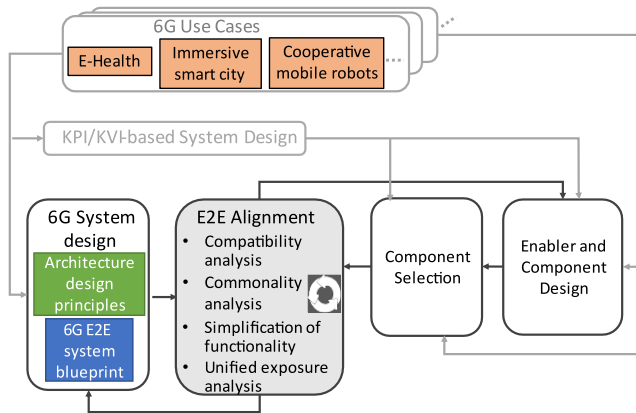 6G Use Cases
E-Health
Immersive
smart city
Cooperative
mobile robots
KPI/KVI-based System Design
6G System
design
Architecture
design
principles
6G E2E
system
blueprint
E2E Alignment
• Compatibility
analysis
• Commonality
analysis
• Simplification of
functionality
• Unified exposure
analysis
Component
Selection
Enabler and
Component
Design